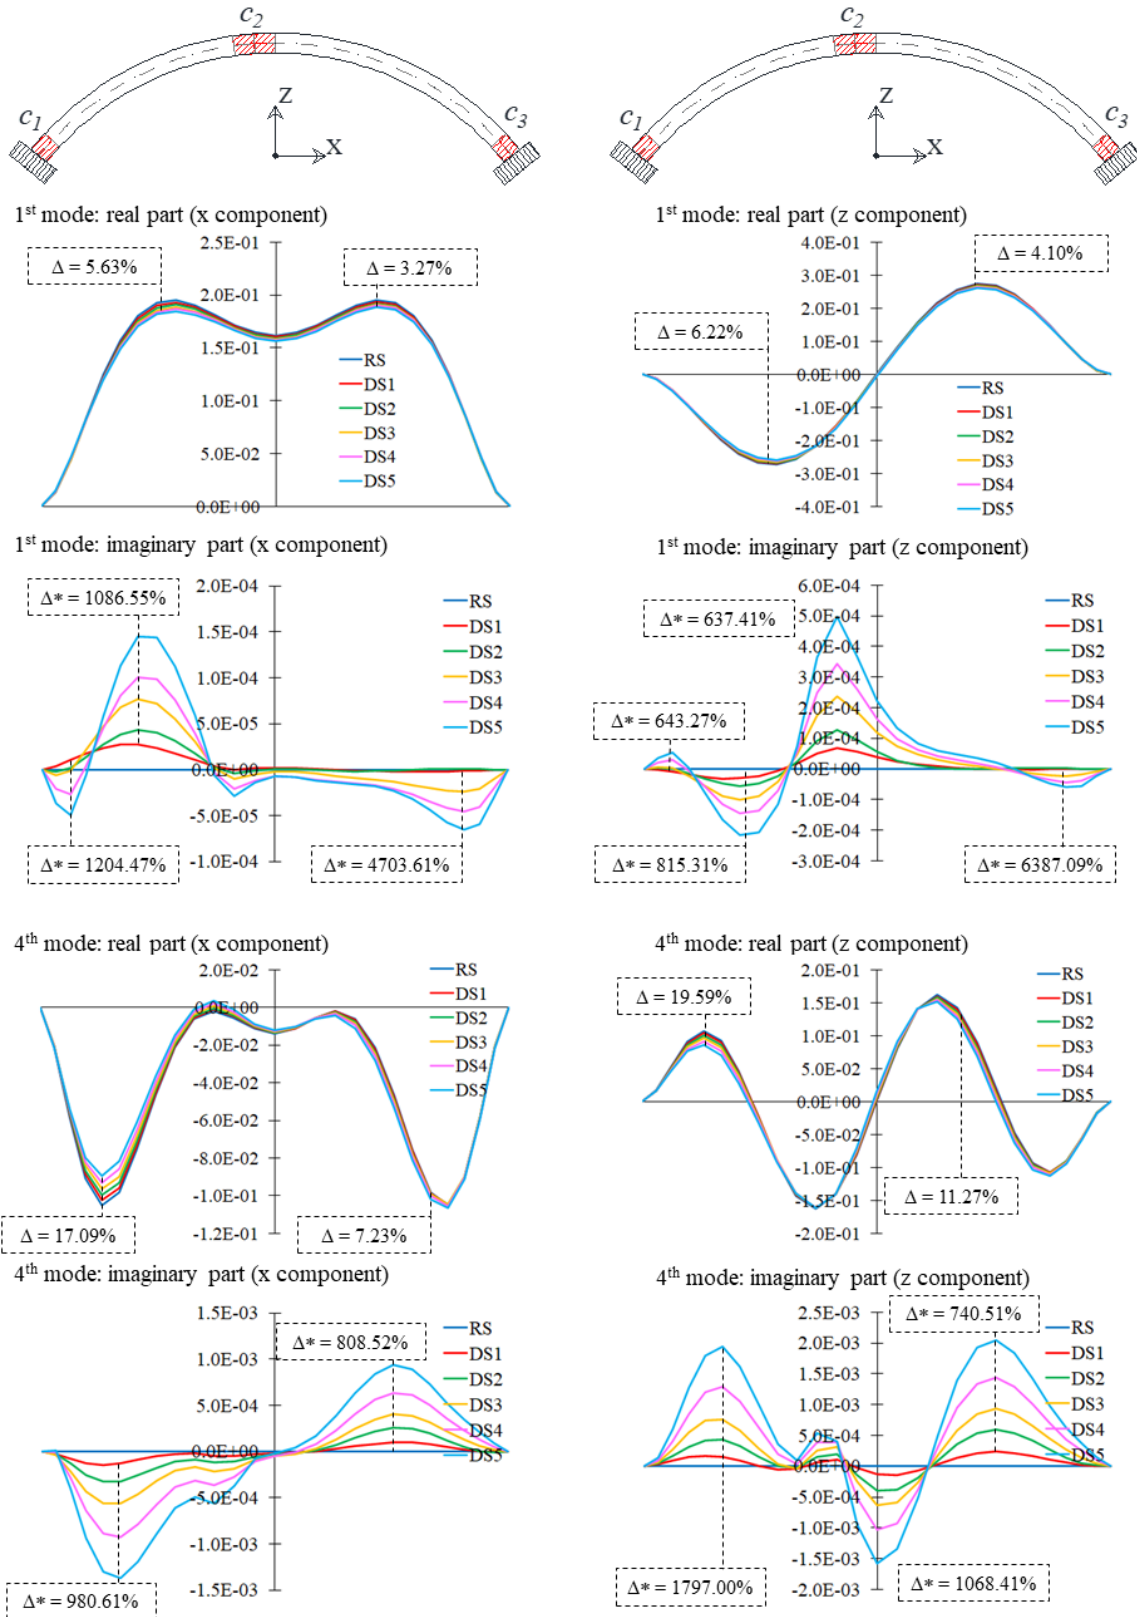 c2
c2
Z
Z
c1
c3
c1
c3
X
X
1st mode: real part (x component)
1st mode: real part (z component)
2.5E-01
2.0E-01
1.5E-01
1.0E-01
5.0E-02
0.0E+00
Δ = 5.63%
Δ = 3.27%
RS
DS1
DS2
DS3
DS4
DS5
4.0E-01
3.0E-01
2.0E-01
1.0E-01
0.0E+00
-1.0E-01
-2.0E-01
-3.0E-01
-4.0E-01
Δ = 4.10%
Δ = 6.22%
RS
DS1
DS2
DS3
DS4
DS5
1st mode: imaginary part (x component)
1st mode: imaginary part (z component)
2.0E-04
1.5E-04
1.0E-04
5.0E-05
0.0E+00
-5.0E-05
-1.0E-04
Δ* = 1086.55%
Δ* = 1204.47%
Δ* = 4703.61%
RS
DS1
DS2
DS3
DS4
DS5
6.0E-04
5.0E-04
4.0E-04
3.0E-04
2.0E-04
1.0E-04
0.0E+00
-1.0E-04
-2.0E-04
-3.0E-04
Δ* = 637.41%
Δ* = 643.27%
Δ* = 815.31%
Δ* = 6387.09%
RS
DS1
DS2
DS3
DS4
DS5
4th mode: real part (x component)
4th mode: real part (z component)
2.0E-02
0.0E+00
-2.0E-02
-4.0E-02
-6.0E-02
-8.0E-02
-1.0E-01
-1.2E-01
Δ = 17.09%
Δ = 7.23%
RS
DS1
DS2
DS3
DS4
DS5
2.0E-01
1.5E-01
1.0E-01
5.0E-02
0.0E+00
-5.0E-02
-1.0E-01
-1.5E-01
-2.0E-01
Δ = 19.59%
Δ = 11.27%
RS
DS1
DS2
DS3
DS4
DS5
4th mode: imaginary part (x component)
4th mode: imaginary part (z component)
1.5E-03
1.0E-03
5.0E-04
0.0E+00
-5.0E-04
-1.0E-03
-1.5E-03
Δ* = 808.52%
Δ* = 980.61%
RS
DS1
DS2
DS3
DS4
DS5
2.5E-03
2.0E-03
1.5E-03
1.0E-03
5.0E-04
0.0E+00
-5.0E-04
-1.0E-03
-1.5E-03
-2.0E-03
Δ* = 740.51%
Δ* = 1797.00%
Δ* = 1068.41%
RS
DS1
DS2
DS3
DS4
DS5